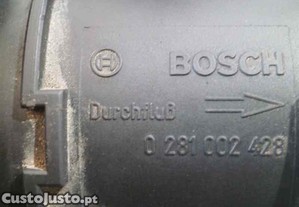 BOSCH
Durchfluß
0 281 002 428
CustoJusto.pt